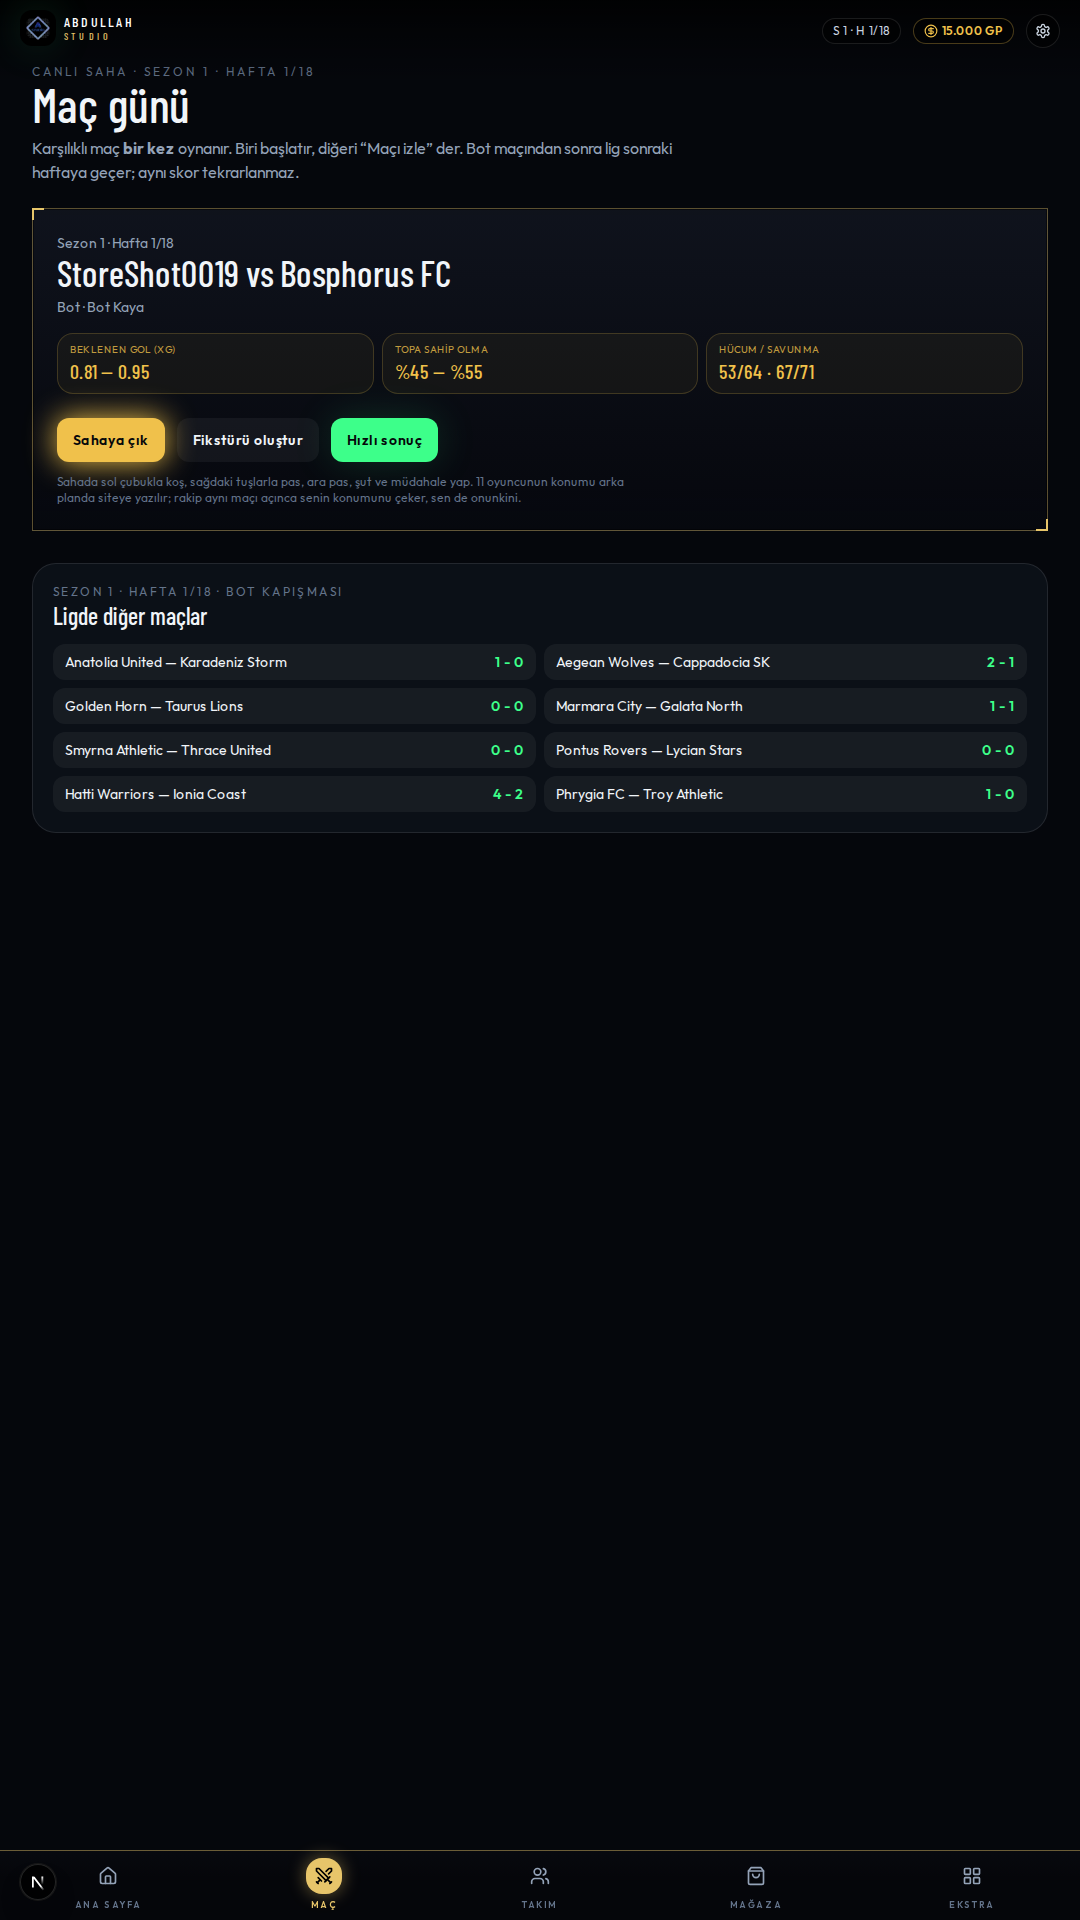 ABDULLAH
STUDIO
S 1 · H 1/18
15.000 GP
CANLI SAHA · SEZON 1 · HAFTA 1/18
Maç günü
Karşılıklı maç bir kez oynanır. Biri başlatır, diğeri “Maçı izle” der. Bot maçından sonra lig sonraki
haftaya geçer; aynı skor tekrarlanmaz.
Sezon 1 · Hafta 1/18
StoreShot0019 vs Bosphorus FC
Bot · Bot Kaya
BEKLENEN GOL (XG)
0.81 — 0.95
TOPA SAHİP OLMA
%45 — %55
HÜCUM / SAVUNMA
53/64 · 67/71
Sahaya çık
Fikstürü oluştur
Hızlı sonuç
Sahada sol çubukla koş, sağdaki tuşlarla pas, ara pas, şut ve müdahale yap. 11 oyuncunun konumu arka
planda siteye yazılır; rakip aynı maçı açınca senin konumunu çeker, sen de onunkini.
SEZON 1 · HAFTA 1/18 · BOT KAPIŞMASI
Ligde diğer maçlar
Anatolia United — Karadeniz Storm 1 - 0
Aegean Wolves — Cappadocia SK 2 - 1
Golden Horn — Taurus Lions 0 - 0
Marmara City — Galata North 1 - 1
Smyrna Athletic — Thrace United 0 - 0
Pontus Rovers — Lycian Stars 0 - 0
Hatti Warriors — Ionia Coast 4 - 2
Phrygia FC — Troy Athletic 1 - 0
N
ANA SAYFA
MAÇ
TAKIM
MAĞAZA
EKSTRA